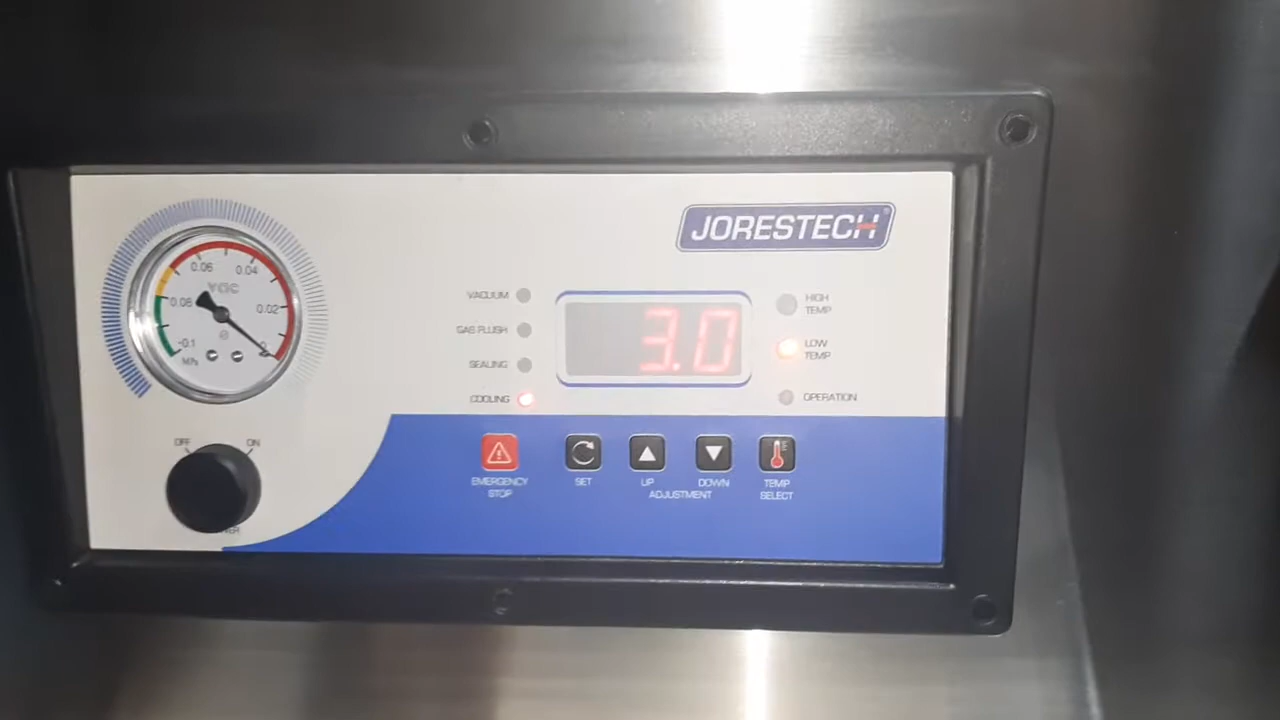 JORESTECH®
0.06
0.04
VGC
0.08
0.02
-0.1
0
MPa
VACUUM
GAS FLUSH
SEALING
COOLING
3.0
HIGH
TEMP
LOW
TEMP
OPERATION
OFF
ON
EMERGENCY
STOP
SET
UP
DOWN
ADJUSTMENT
TEMP
SELECT